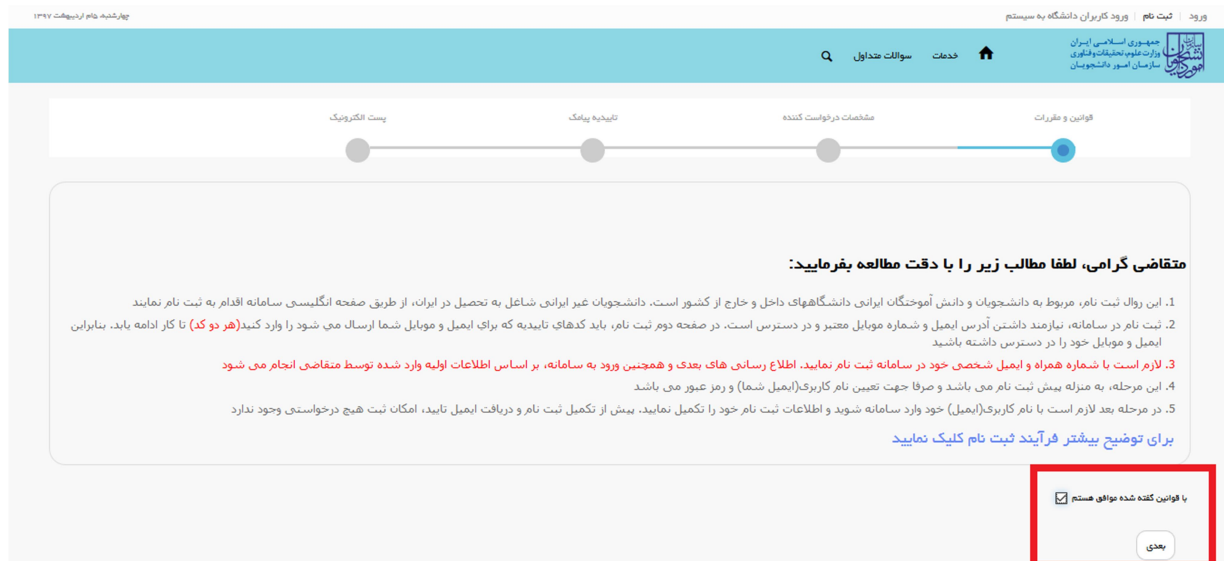 ورود | ثبت نام | ورود کاربران دانشگاه به سیستم
چهارشنبه، ۵ام اردیبهشت ۱۳۹۷
جمهوری اسلامی ایران
وزارت علوم، تحقیقات و فناوری
سازمان امور دانشجویان
خدمات سوالات متداول
قوانین و مقررات
مشخصات درخواست کننده
تاییدیه پیامک
پست الکترونیک
متقاضی گرامی، لطفا مطالب زیر را با دقت مطالعه بفرمایید:
1. این روال ثبت نام، مربوط به دانشجویان و دانش آموختگان ایرانی دانشگاههای داخل و خارج از کشور است. دانشجویان غیر ایرانی شاغل به تحصیل در ایران، از طریق صفحه انگلیسی سامانه اقدام به ثبت نام نمایند
2. ثبت نام در سامانه، نیازمند داشتن آدرس ایمیل و شماره موبایل معتبر و در دسترس است. در صفحه دوم ثبت نام، باید کدهای تاییدیه که برای ایمیل و موبایل شما ارسال می شود را وارد کنید(هر دو کد) تا کار ادامه یابد. بنابراین
ایمیل و موبایل خود را در دسترس داشته باشید
3. لازم است با شماره همراه و ایمیل شخصی خود در سامانه ثبت نام نمایید. اطلاع رسانی های بعدی و همچنین ورود به سامانه، بر اساس اطلاعات اولیه وارد شده توسط متقاضی انجام می شود
4. این مرحله، به منزله پیش ثبت نام می باشد و صرفا جهت تعیین نام کاربری(ایمیل شما) و رمز عبور می باشد
5. در مرحله بعد لازم است با نام کاربری(ایمیل) خود وارد سامانه شوید و اطلاعات ثبت نام خود را تکمیل نمایید. پیش از تکمیل ثبت نام و دریافت ایمیل تایید، امکان ثبت هیچ درخواستی وجود ندارد
برای توضیح بیشتر فرآیند ثبت نام کلیک نمایید
با قوانین گفته شده موافق هستم
بعدی